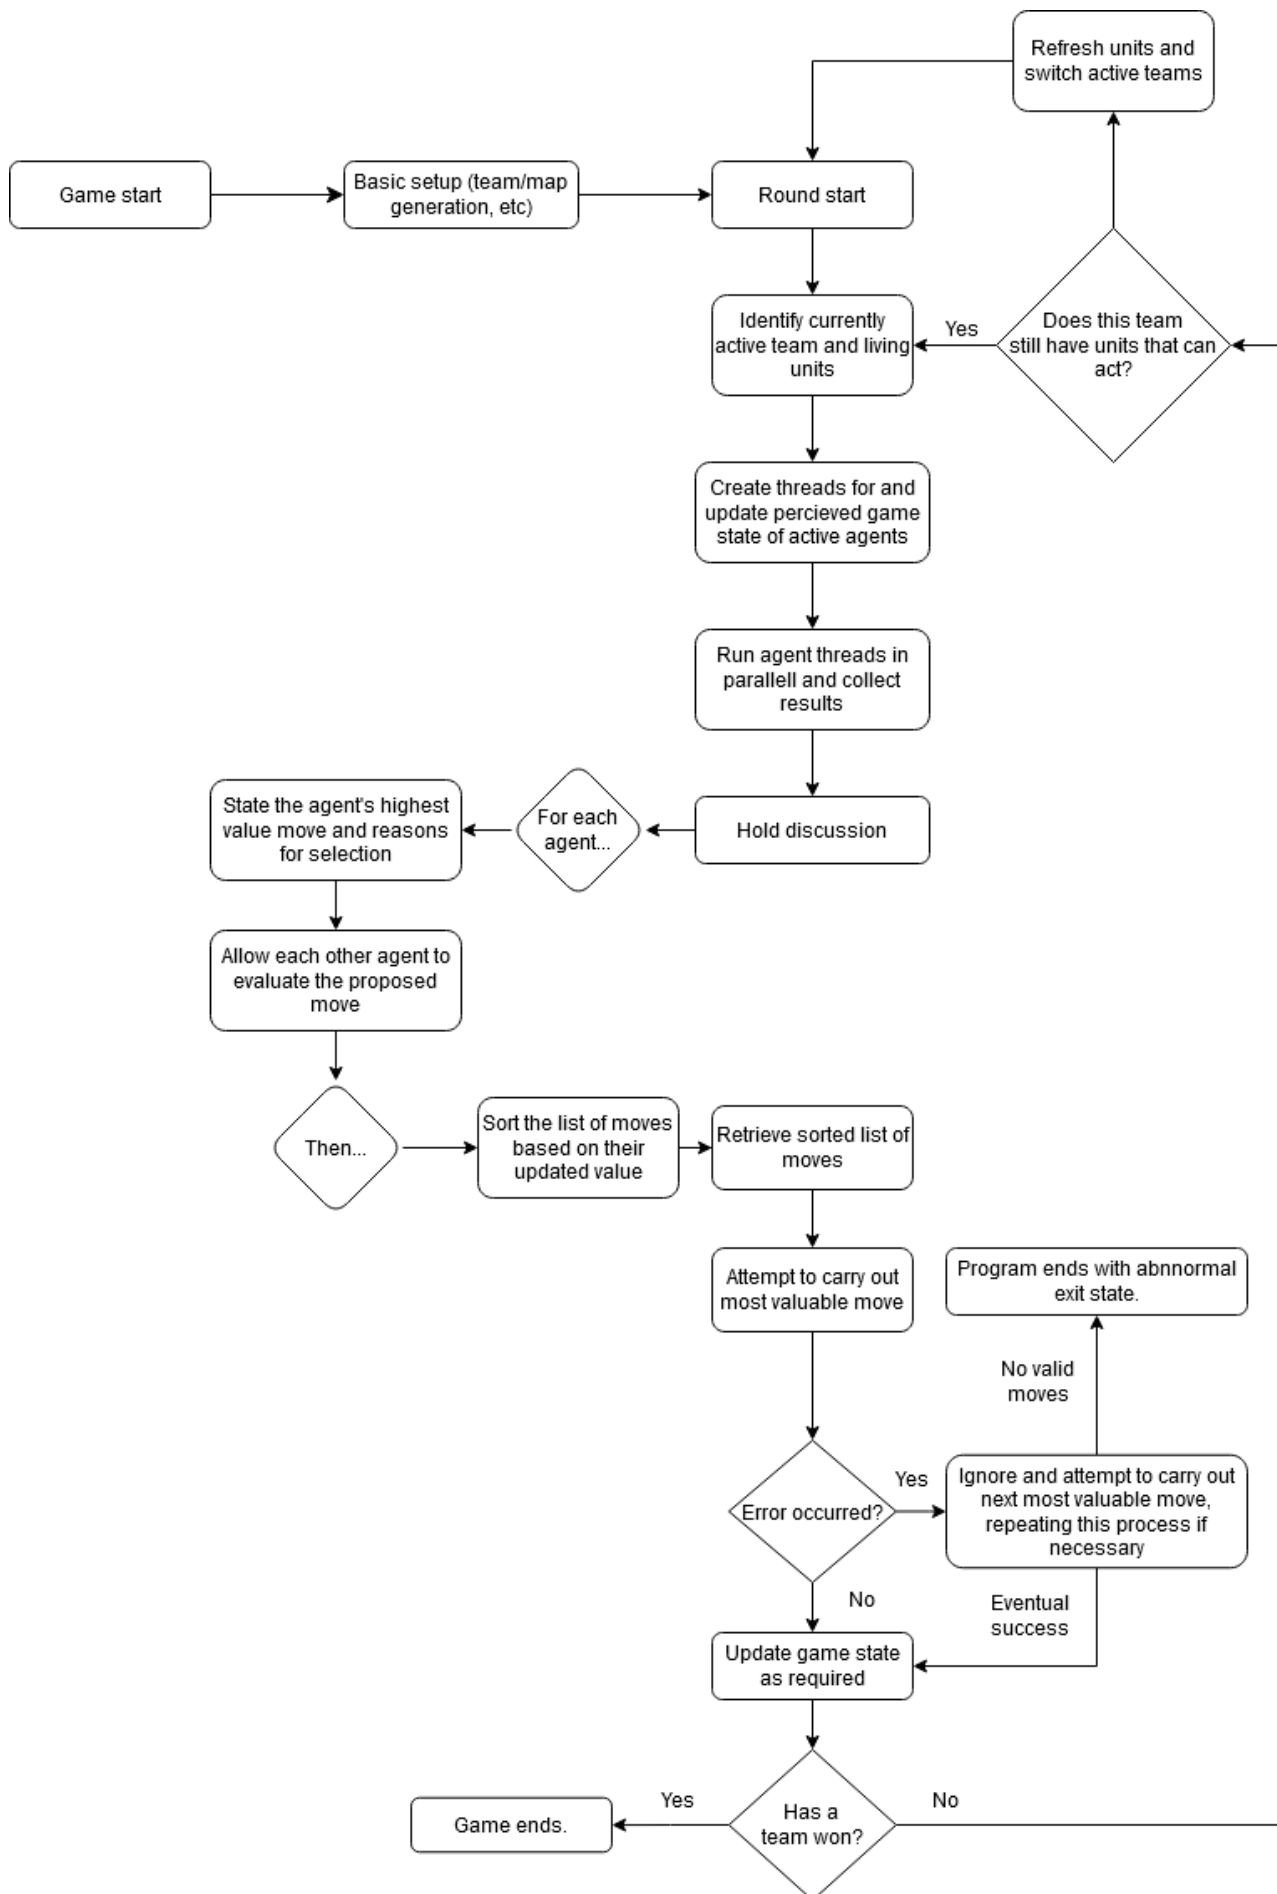 Refresh units and
switch active teams
Game start
Basic setup (team/map
generation, etc)
Round start
Identify currently
active team and living
units
Yes
Does this team
still have units that can
act?
Create threads for and
update percieved game
state of active agents
Run agent threads in
parallell and collect
results
Hold discussion
For each
agent...
State the agent's highest
value move and reasons
for selection
Allow each other agent to
evaluate the proposed
move
Then...
Sort the list of moves
based on their
updated value
Retrieve sorted list of
moves
Attempt to carry out
most valuable move
Program ends with abnnormal
exit state.
No valid
moves
Error occurred?
Yes
Ignore and attempt to carry out
next most valuable move,
repeating this process if
necessary
No
Eventual
success
Update game state
as required
Has a
team won?
Yes
No
Game ends.